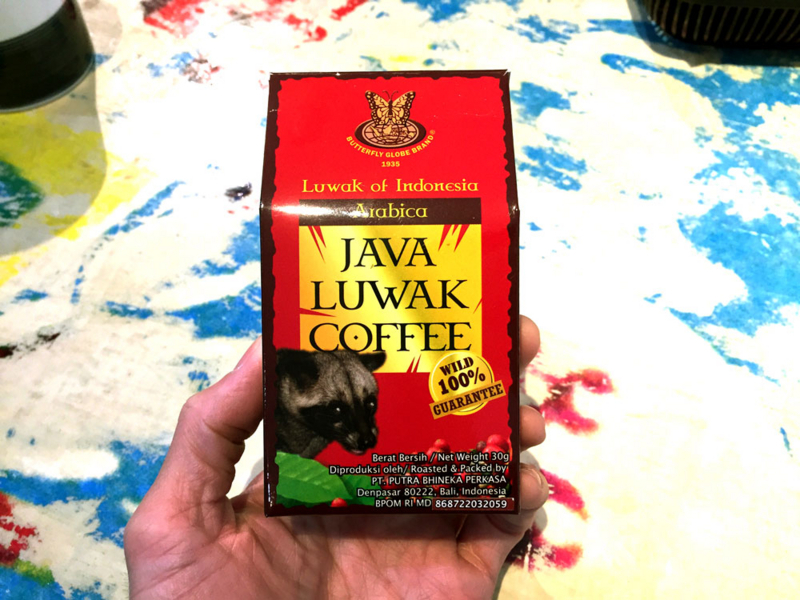 BUTTERFLY GLOBE BRAND®
1935
Luwak of Indonesia
Arabica
JAVA
LUWAK
COFFEE
WILD
100%
GUARANTEE
Berat Bersih / Net Weight 30g
Diproduksi oleh/ Roasted & Packed by
PT. PUTRA BHINEKA PERKASA
Denpasar 80222, Bali, Indonesia
BPOM RI MD 868722032059